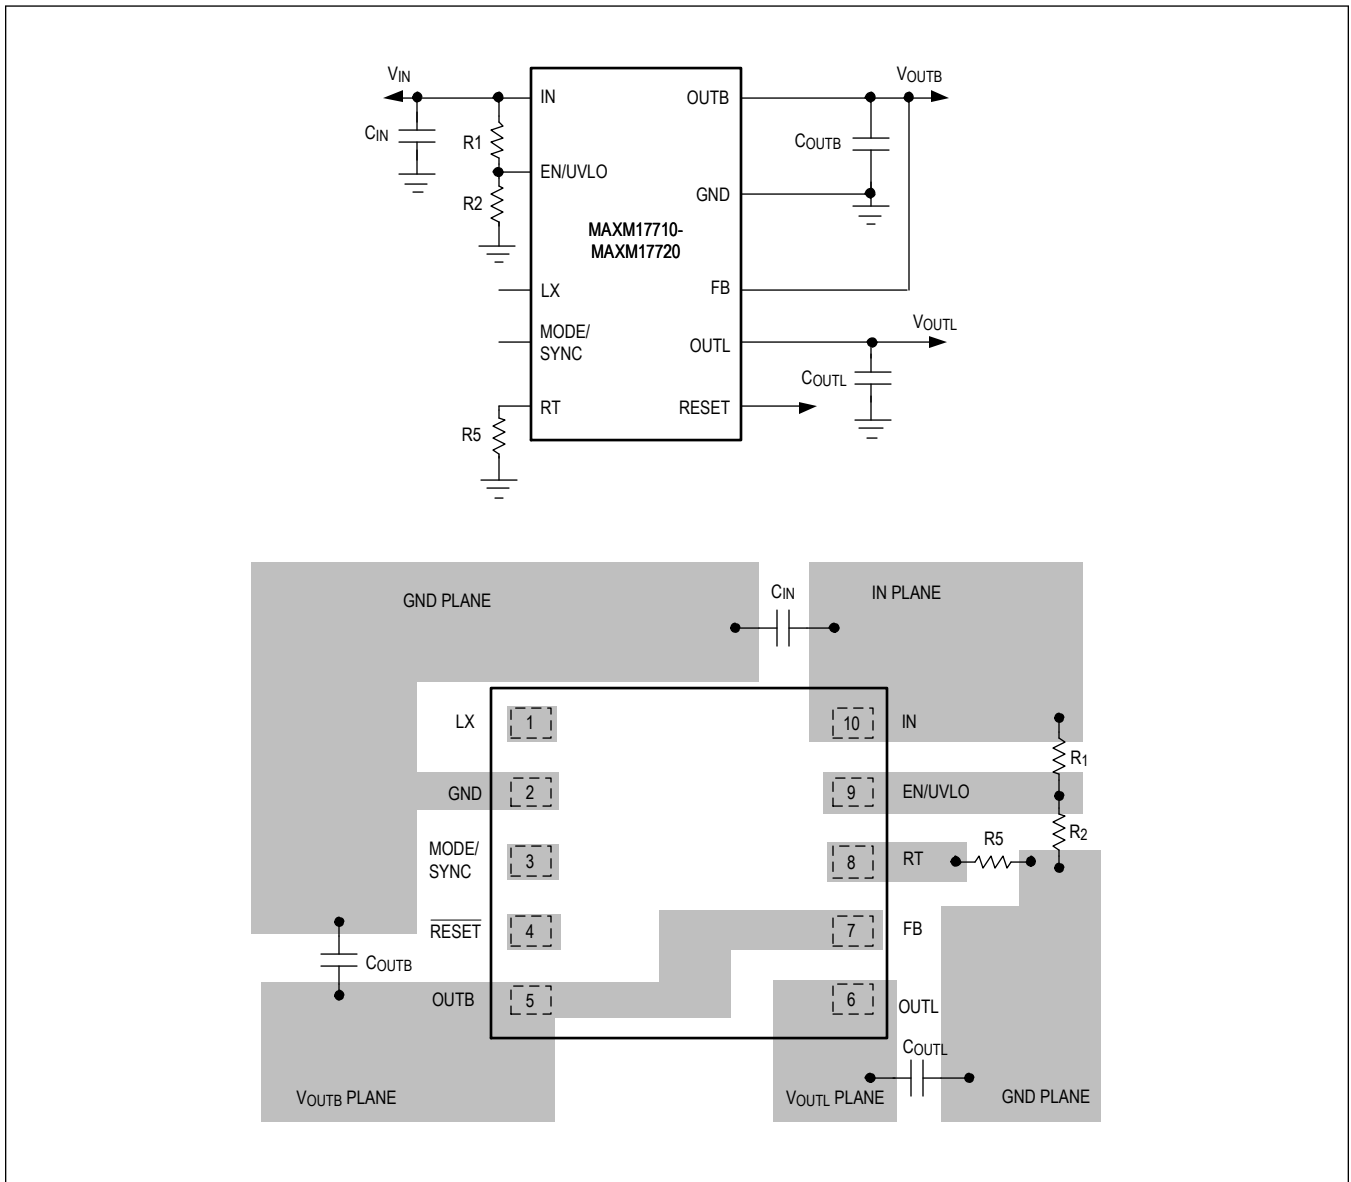 VIN
IN
OUTB
VOUTB
CIN
R1
COUTB
EN/UVLO
R2
GND
MAXM17710-
MAXM17720
LX
FB
MODE/
SYNC
VOUTL
OUTL
COUTL
RT
RESET
R5
GND PLANE
CIN
IN PLANE
LX
1
10
IN
R1
GND
2
9
EN/UVLO
R2
MODE/
SYNC
3
8
RT
R5
RESET
4
7
FB
COUTB
OUTB
5
6
OUTL
COUTL
VOUTB PLANE
VOUTL PLANE
GND PLANE